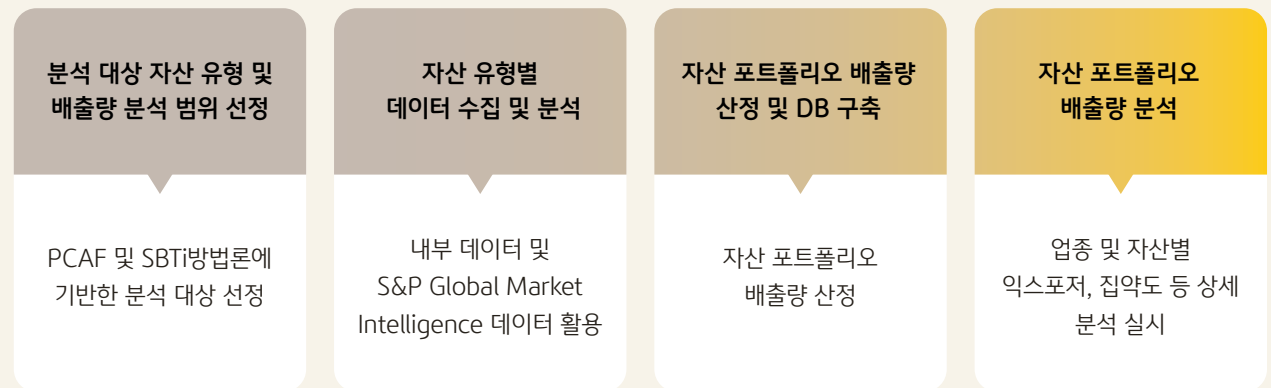 분석 대상 자산 유형 및
배출량 분석 범위 선정
PCAF 및 SBTi방법론에
기반한 분석 대상 선정
자산 유형별
데이터 수집 및 분석
내부 데이터 및
S&P Global Market
Intelligence 데이터 활용
자산 포트폴리오 배출량
산정 및 DB 구축
자산 포트폴리오
배출량 산정
자산 포트폴리오
배출량 분석
업종 및 자산별
익스포저, 집약도 등 상세
분석 실시